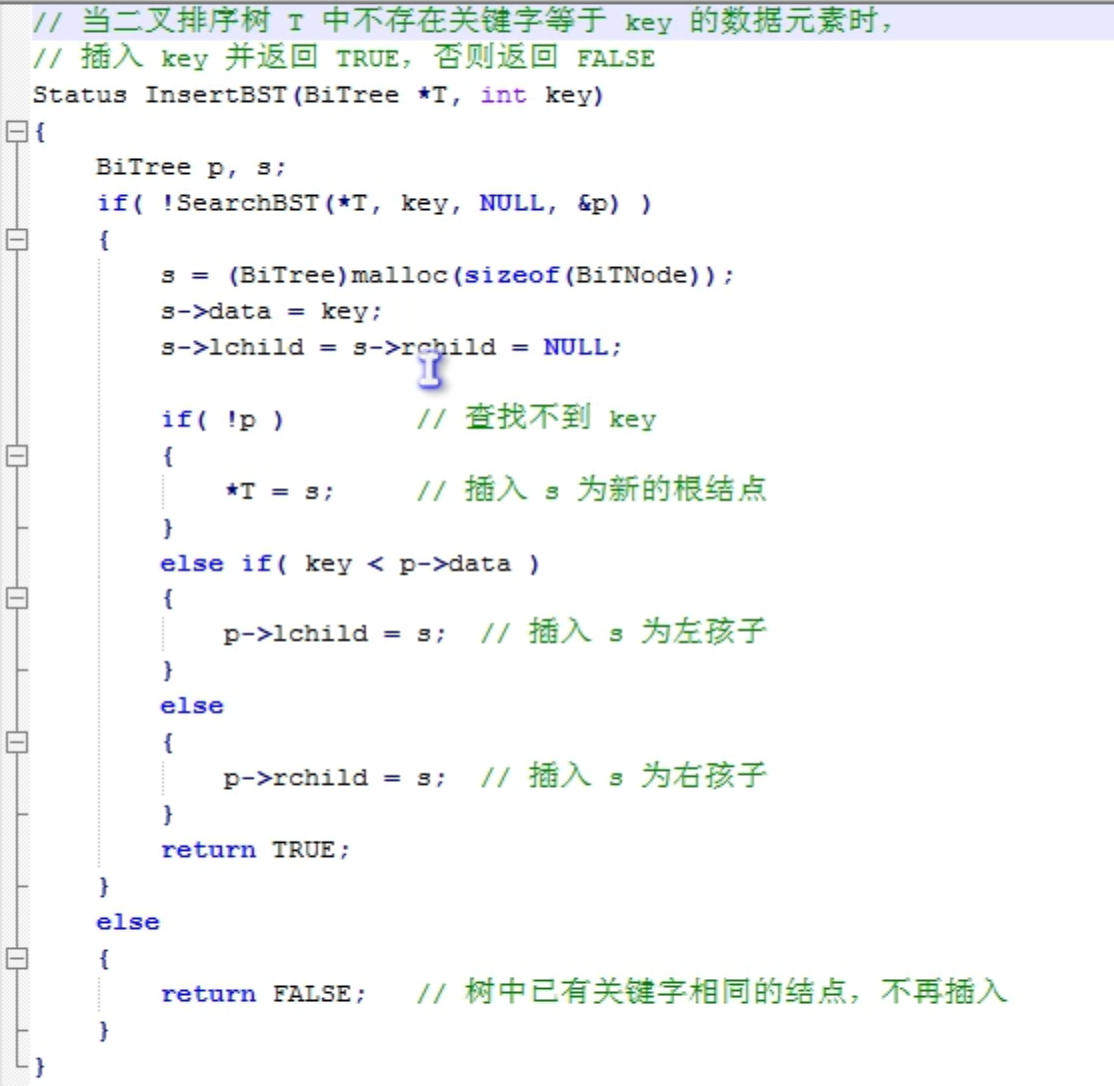 // 当二叉排序树 T 中不存在关键字等于 key 的数据元素时，
// 插入 key 并返回 TRUE，否则返回 FALSE
Status InsertBST(BiTree *T, int key)
{
    BiTree p, s;
    if( !SearchBST(*T, key, NULL, &p) )
    {
        s = (BiTree)malloc(sizeof(BiTNode));
        s->data = key;
        s->lchild = s->rchild = NULL;
        if( !p )        // 查找不到 key
        {
            *T = s;     // 插入 s 为新的根结点
        }
        else if( key < p->data )
        {
            p->lchild = s;  // 插入 s 为左孩子
        }
        else
        {
            p->rchild = s;  // 插入 s 为右孩子
        }
        return TRUE;
    }
    else
    {
        return FALSE;   // 树中已有关键字相同的结点，不再插入
    }
}